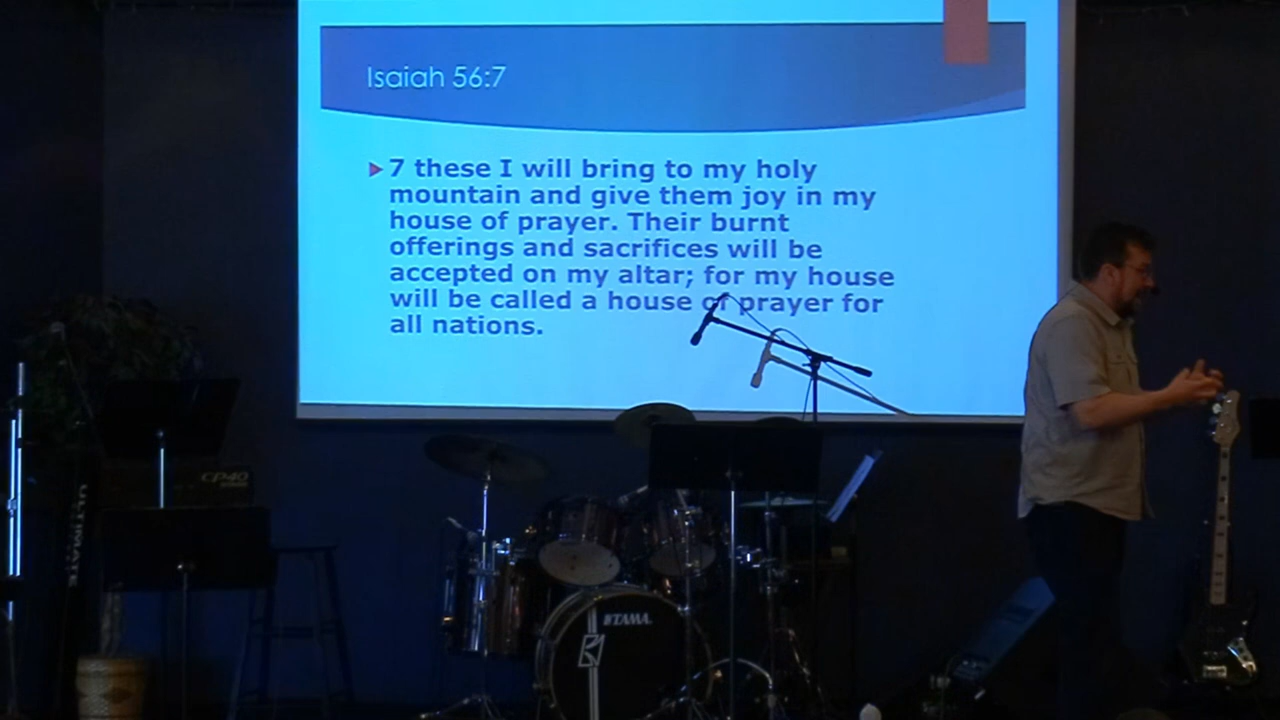 Isaiah 56:7
7 these I will bring to my holy
mountain and give them joy in my
house of prayer. Their burnt
offerings and sacrifices will be
accepted on my altar; for my house
will be called a house of prayer for
all nations.
CP40
ULTIMATE
TAMA